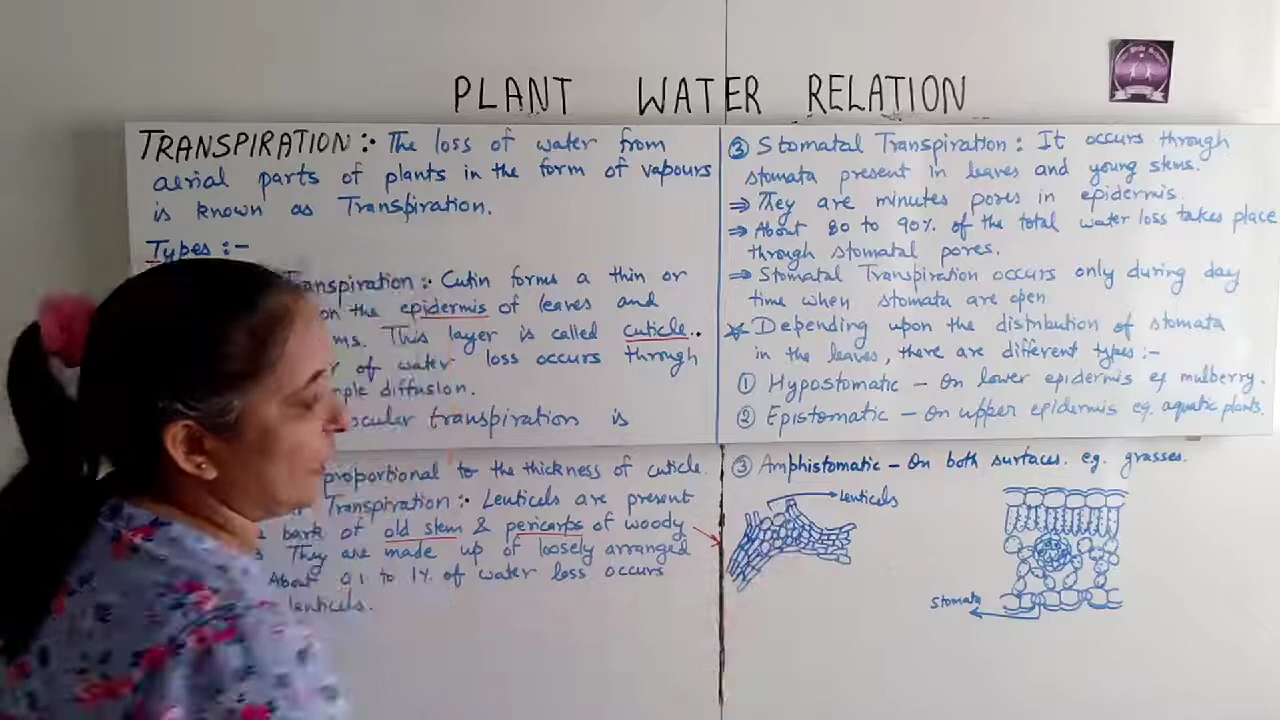 PLANT WATER RELATION
TRANSPIRATION :- The loss of water from
aerial parts of plants in the form of vapours
is known as Transpiration.
Types :-
anspiration :- Cutin forms a thin or
on the epidermis of leaves and
ms. This layer is called cuticle.
of water loss occurs through
mple diffusion.
transpiration is
proportional to the thickness of cuticle.
Transpiration :- Lenticels are present
bark of old stem & pericarps of woody
They are made up of loosely arranged
About 0.1 to 1% of water loss occurs
lenticels.
③ Stomatal Transpiration : It occurs through
stomata present in leaves and young stems.
⇒ They are minutes pores in epidermis.
⇒ About 80 to 90% of the total water loss takes place
through stomatal pores.
⇒ Stomatal Transpiration occurs only during day
time when stomata are open
Depending upon the distribution of stomata
in the leaves, there are different types :-
① Hypostomatic - On lower epidermis eg mulberry.
② Epistomatic - On upper epidermis eg. aquatic plants.
③ Amphistomatic - On both surfaces. eg. grasses.
Lenticels
Stomata